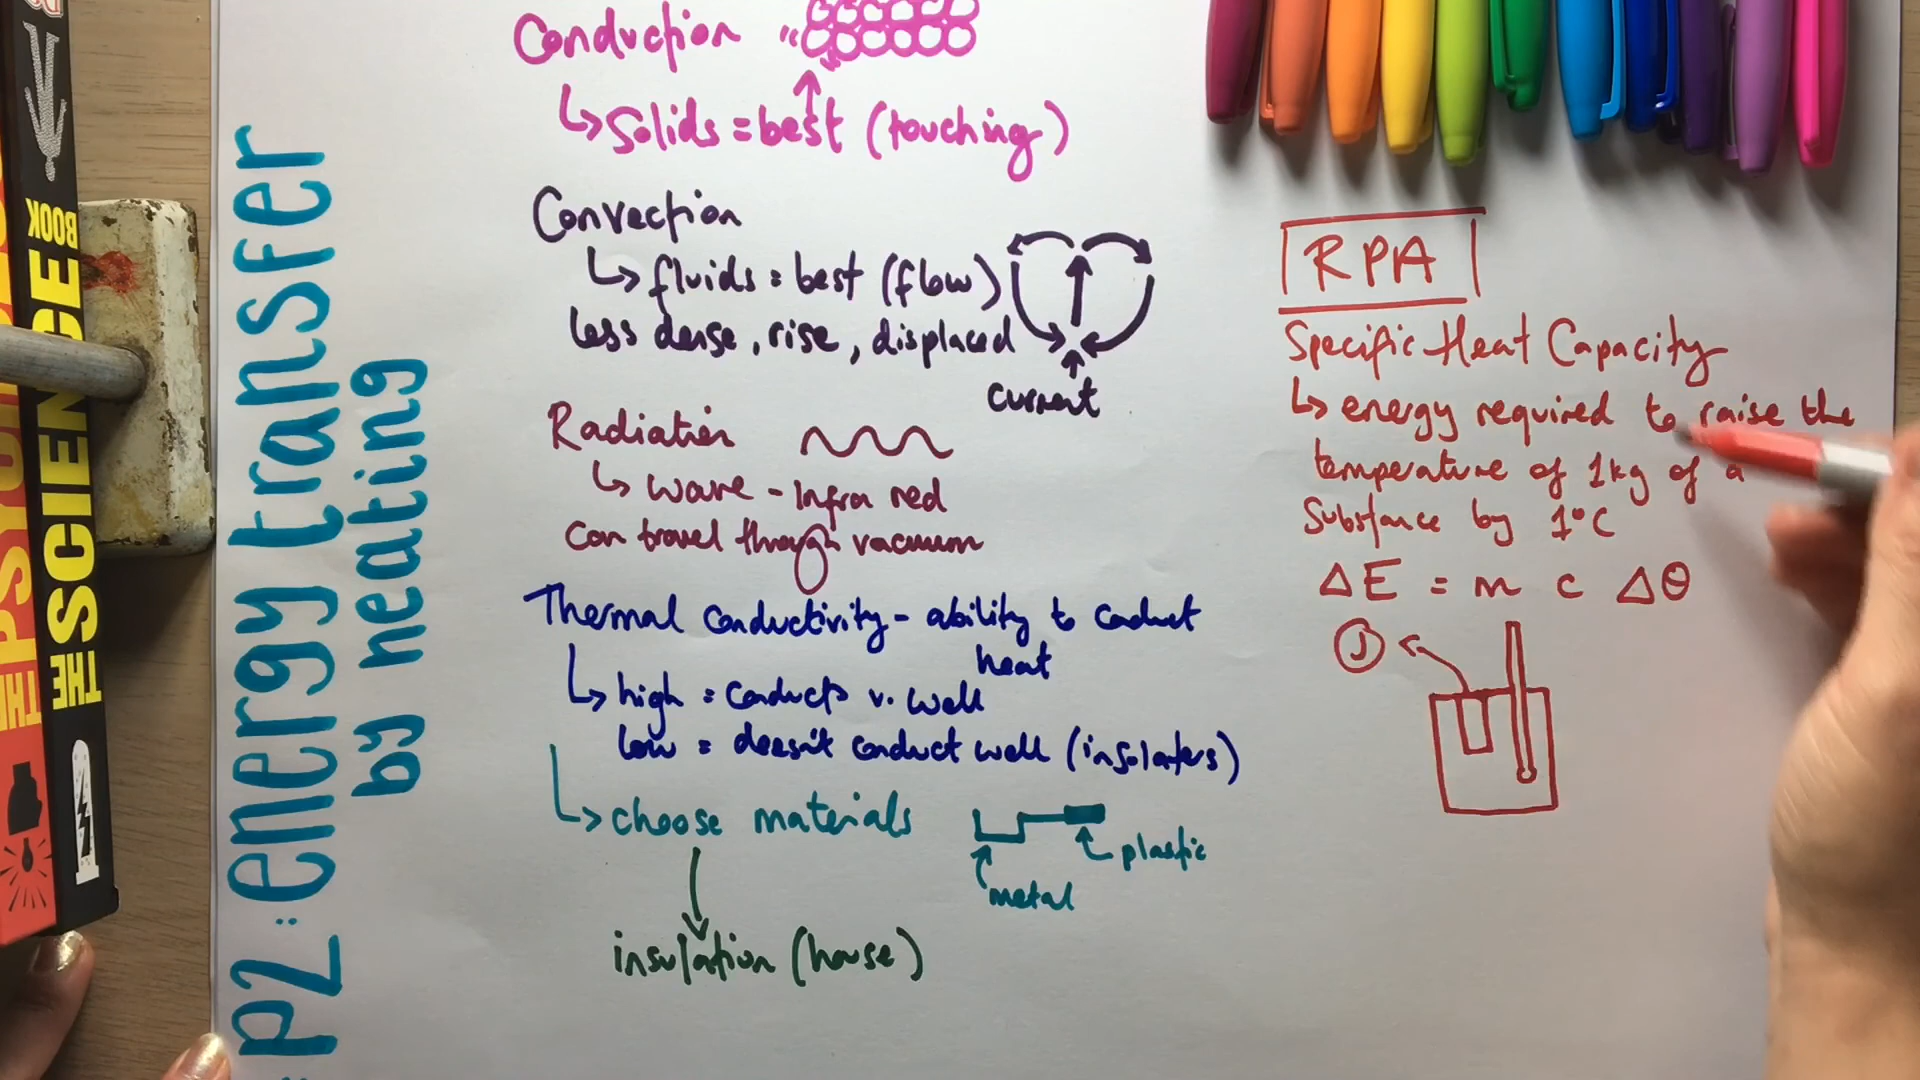 P2: energy transfer
by heating
Conduction
↳ Solids = best (touching)
Convection
↳ fluids = best (flow)
less dense, rise, displaced
current
Radiation
↳ wave - infra red
Can travel through vacuum
Thermal conductivity - ability to conduct
heat
↳ high = conducts v. well
low = doesn't conduct well (insolaters)
↳ choose materials
plastic
metal
insulation (house)
RPA
Specific Heat Capacity
↳ energy required to raise the
temperature of 1kg of a
Substance by 1°C
ΔE = m c Δθ
J
THE SCIENCE BOOK
THE